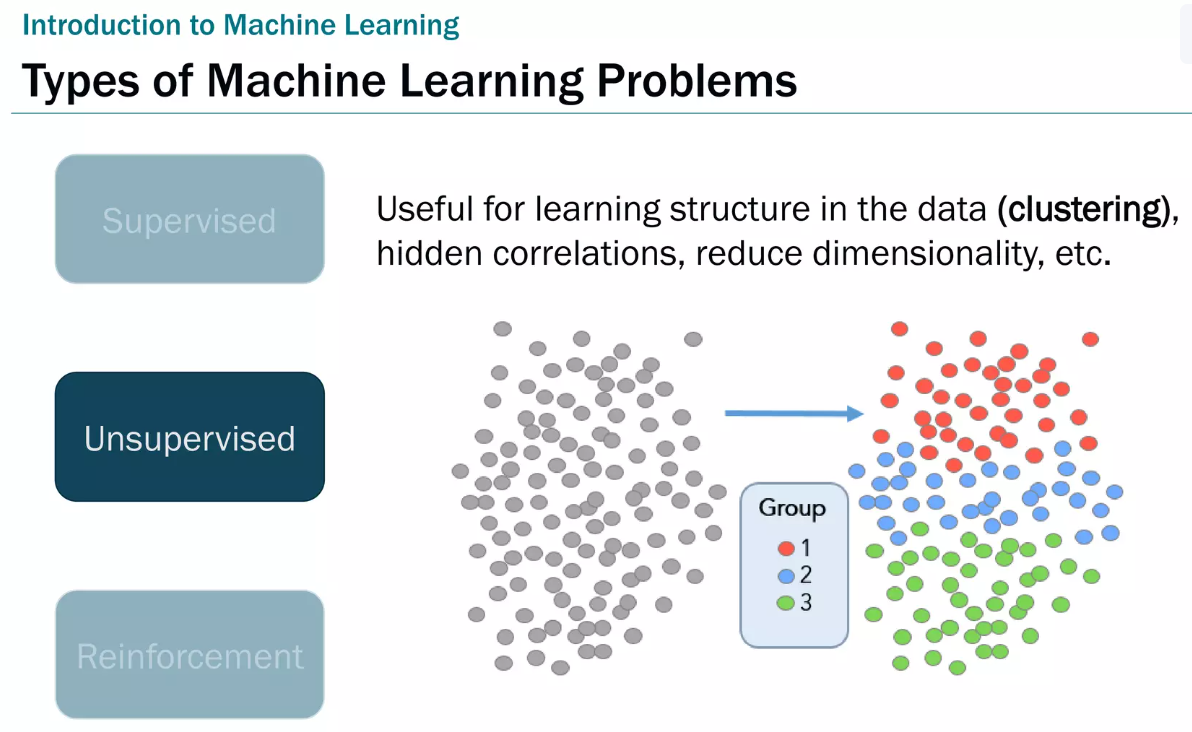 Introduction to Machine Learning
Types of Machine Learning Problems
Supervised
Useful for learning structure in the data (clustering),
hidden correlations, reduce dimensionality, etc.
Unsupervised
Group
1
2
3
Reinforcement